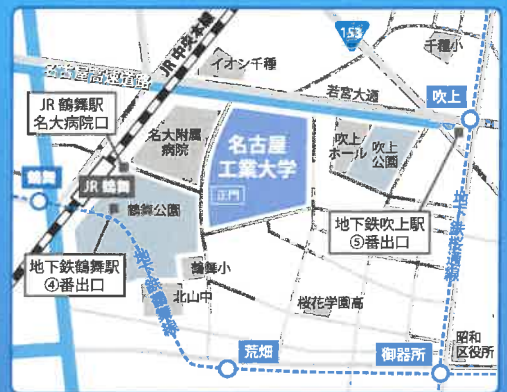 153
千種小
イオン千種
JR 中央本線
名古屋高速道路
若宮大通
吹上
JR 鶴舞駅
名大病院口
名大附属
病院
名古屋
工業大学
正門
吹上
ホール
吹上
公園
鶴舞
JR 鶴舞
鶴舞公園
地下鉄吹上駅
⑤番出口
地下鉄桜通線
地下鉄鶴舞駅
④番出口
地下鉄鶴舞線
鶴舞小
北山中
桜花学園高
昭和
区役所
荒畑
御器所